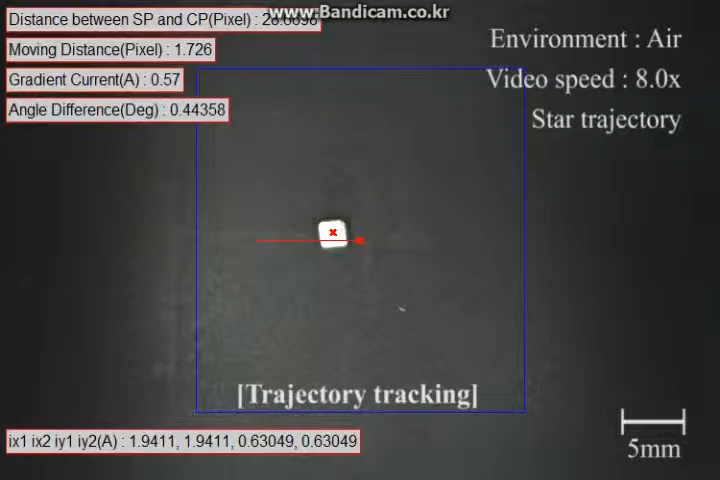 www.Bandicam.co.kr
Distance between SP and CP(Pixel) :
Moving Distance(Pixel) : 1.726
Gradient Current(A) : 0.57
Angle Difference(Deg) : 0.44358
Environment : Air
Video speed : 8.0x
Star trajectory
[Trajectory tracking]
ix1 ix2 iy1 iy2(A) : 1.9411, 1.9411, 0.63049, 0.63049
5mm